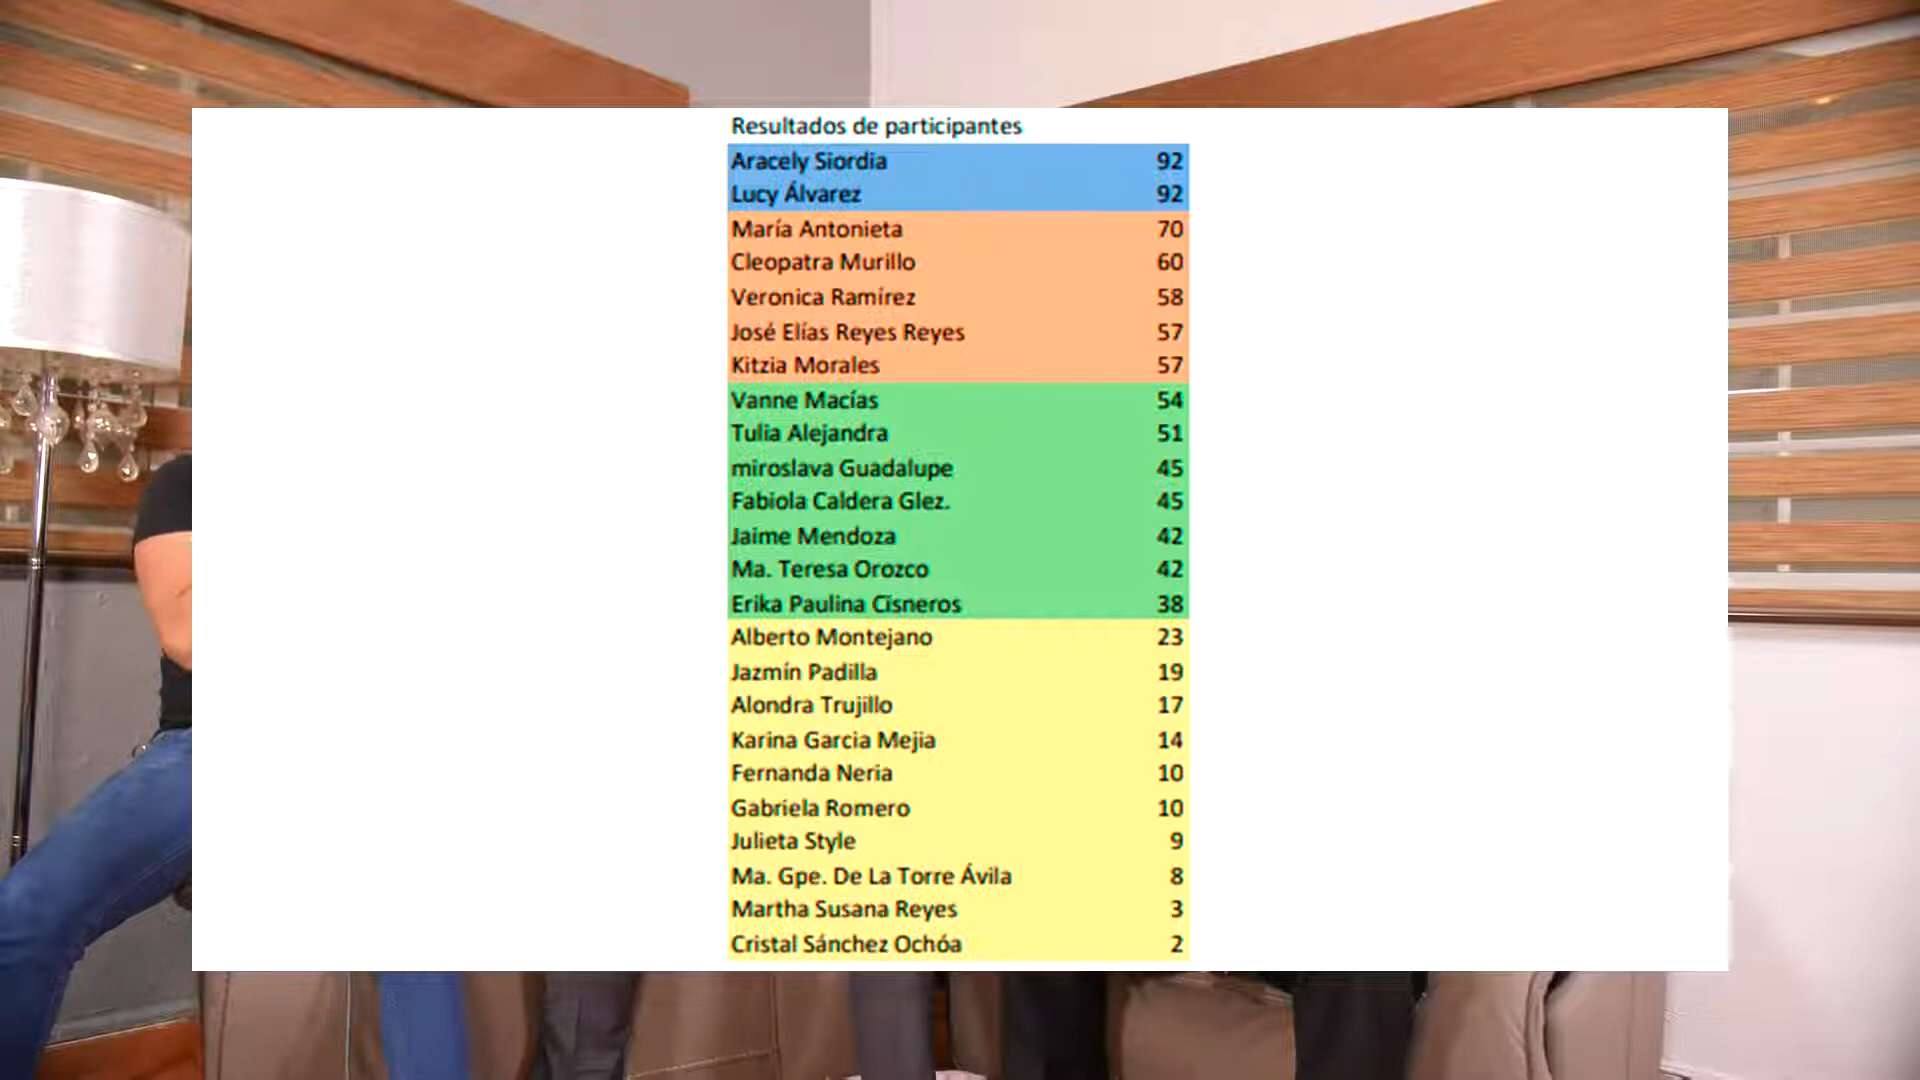 Resultados de participantes
Aracely Siordia 92
Lucy Álvarez 92
María Antonieta 70
Cleopatra Murillo 60
Veronica Ramírez 58
José Elías Reyes Reyes 57
Kitzia Morales 57
Vanne Macías 54
Tulia Alejandra 51
miroslava Guadalupe 45
Fabiola Caldera Glez. 45
Jaime Mendoza 42
Ma. Teresa Orozco 42
Erika Paulina Cisneros 38
Alberto Montejano 23
Jazmín Padilla 19
Alondra Trujillo 17
Karina Garcia Mejia 14
Fernanda Neria 10
Gabriela Romero 10
Julieta Style 9
Ma. Gpe. De La Torre Ávila 8
Martha Susana Reyes 3
Cristal Sánchez Ochóa 2